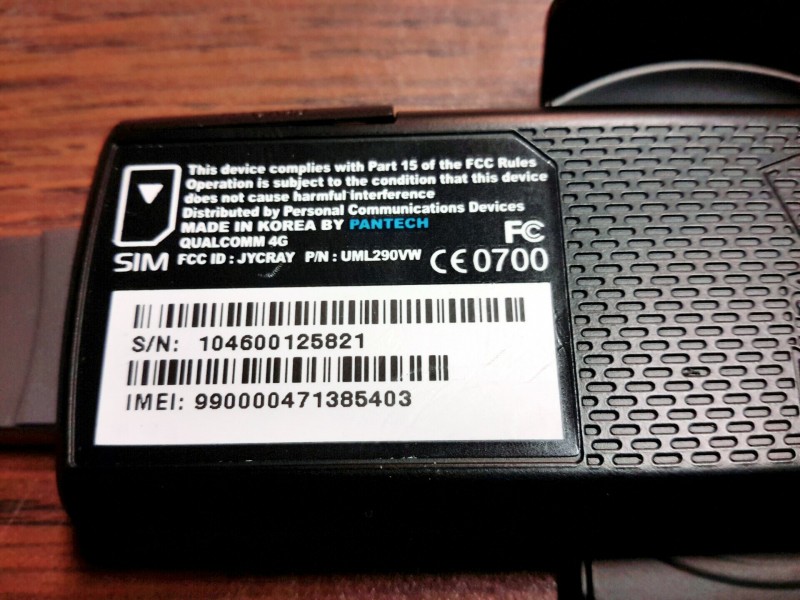 This device complies with Part 15 of the FCC Rules
Operation is subject to the condition that this device
does not cause harmful Interference
Distributed by Personal Communications Devices
MADE IN KOREA BY PANTECH
QUALCOMM 4G
FC
SIM FCC ID : JYCRAY P/N : UML290VW CE0700
S/N: 104600125821
IMEI: 990000471385403